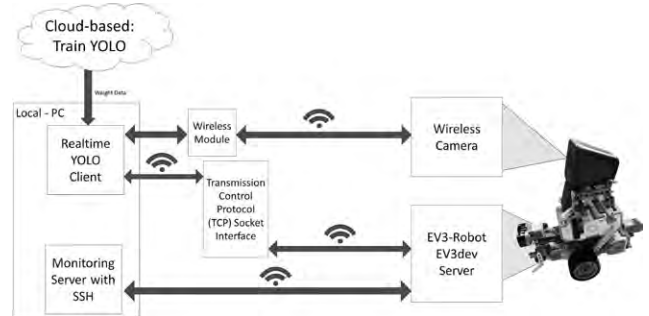 Cloud-based:
Train YOLO
Weight Data
Local - PC
Realtime
YOLO
Client
Wireless
Module
Wireless
Camera
Transmission
Control
Protocol
(TCP) Socket
Interface
EV3-Robot
EV3dev
Server
Monitoring
Server with
SSH